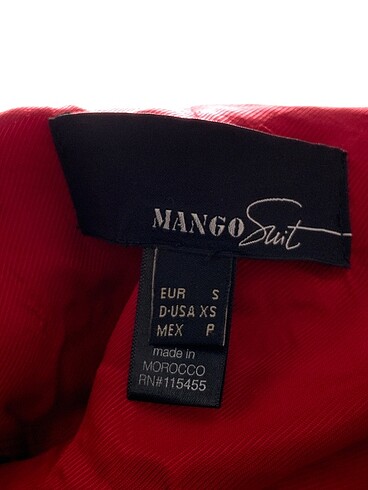 MANGO Suit
EUR S
D·USA XS
MEX P
made in
MOROCCO
RN#115455